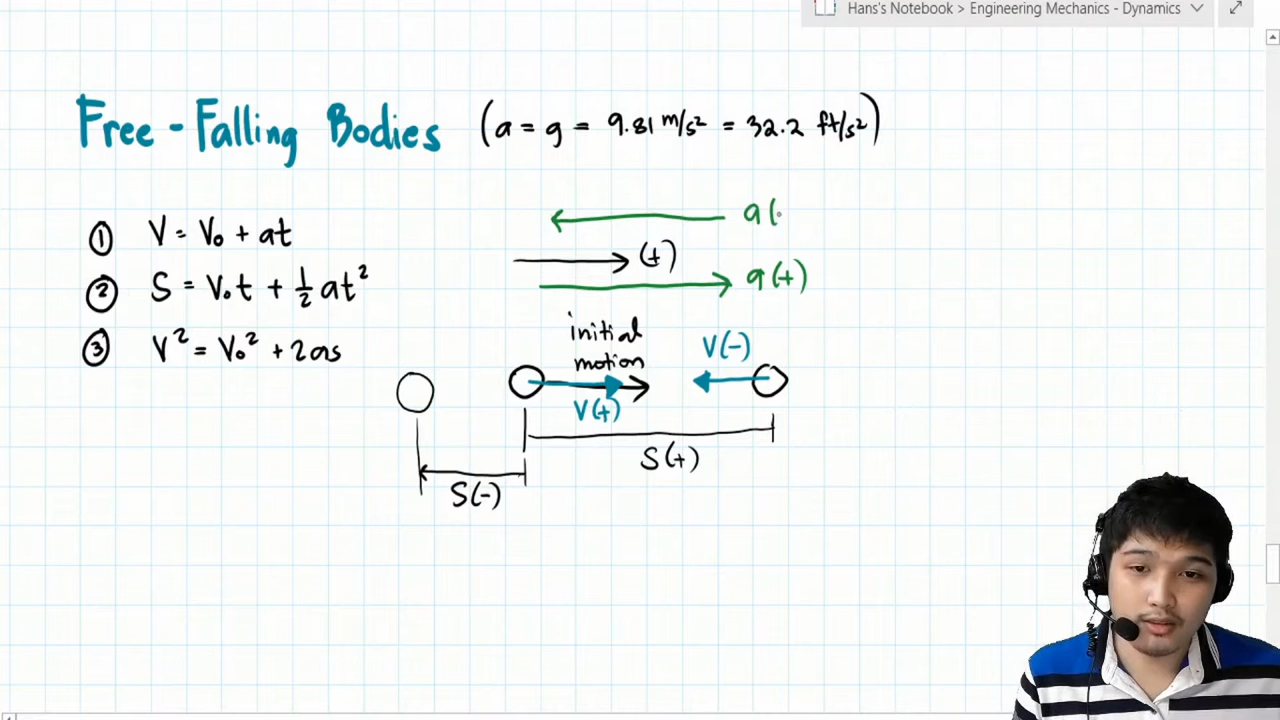 Hans's Notebook > Engineering Mechanics - Dynamics
Free-Falling Bodies (a = g = 9.81 m/s² = 32.2 ft/s²)
① V = V₀ + at
② S = V₀t + ½at²
③ V² = V₀² + 2as
a(-
(+)
a(+)
initial
motion
V(+)
V(-)
S(+)
S(-)